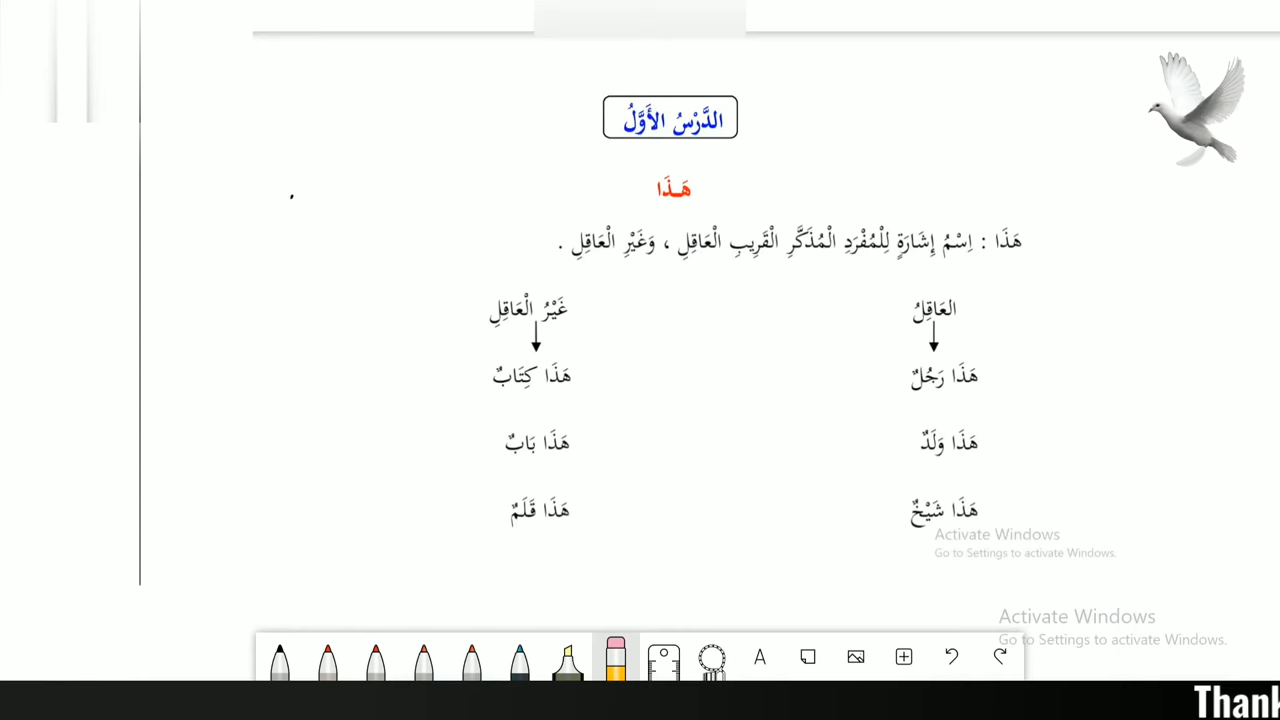 الدَّرْسُ الأَوَّلُ
هَـذَا
هَذَا : اِسْمُ إِشَارَةٍ لِلْمُفْرَدِ الْمُذَكَّرِ الْقَرِيبِ الْعَاقِلِ ، وَغَيْرِ الْعَاقِلِ .
العَاقِلُ
غَيْرُ الْعَاقِلِ
هَذَا رَجُلٌ
هَذَا كِتَابٌ
هَذَا وَلَدٌ
هَذَا بَابٌ
هَذَا شَيْخٌ
هَذَا قَلَمٌ
Activate Windows
Go to Settings to activate Windows.
Activate Windows
Go to Settings to activate Windows.
A